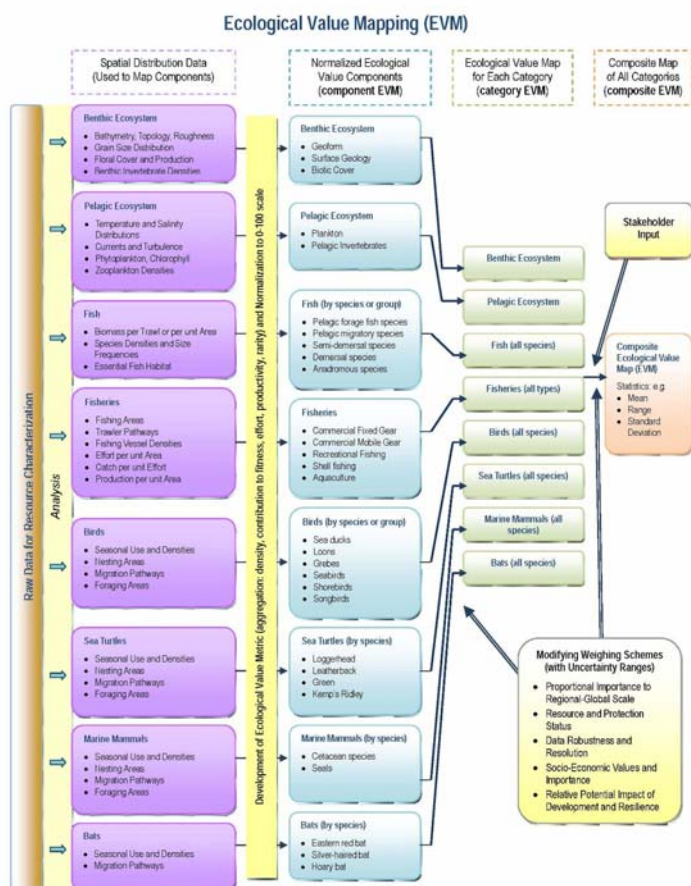 Ecological Value Mapping (EVM)
Spatial Distribution Data
(Used to Map Components)
Normalized Ecological
Value Components
(component EVM)
Ecological Value Map
for Each Category
(category EVM)
Composite Map
of All Categories
(composite EVM)
Raw Data for Resource Characterization
Analysis
Benthic Ecosystem
• Bathymetry, Topology, Roughness
• Grain Size Distribution
• Floral Cover and Production
• Benthic Invertebrate Densities
Pelagic Ecosystem
• Temperature and Salinity
Distributions
• Currents and Turbulence
• Phytoplankton, Chlorophyll
• Zooplankton Densities
Fish
• Biomass per Trawl or per unit Area
• Species Densities and Size
Frequencies
• Essential Fish Habitat
Fisheries
• Fishing Areas
• Trawler Pathways
• Fishing Vessel Densities
• Effort per unit Area
• Catch per unit Effort
• Production per unit Area
Birds
• Seasonal Use and Densities
• Nesting Areas
• Migration Pathways
• Foraging Areas
Sea Turtles
• Seasonal Use and Densities
• Nesting Areas
• Migration Pathways
• Foraging Areas
Marine Mammals
• Seasonal Use and Densities
• Nesting Areas
• Migration Pathways
• Foraging Areas
Bats
• Seasonal Use and Densities
• Migration Pathways
Development of Ecological Value Metric (aggregation: density, contribution to fitness, effort, productivity, rarity) and Normalization to 0-100 scale
Benthic Ecosystem
• Geoform
• Surface Geology
• Biotic Cover
Pelagic Ecosystem
• Plankton
• Pelagic Invertebrates
Fish (by species or group)
• Pelagic forage fish species
• Pelagic migratory species
• Semi-demersal species
• Demersal species
• Anadromous species
Fisheries
• Commercial Fixed Gear
• Commercial Mobile Gear
• Recreational Fishing
• Shell fishing
• Aquaculture
Birds (by species or group)
• Sea ducks
• Loons
• Grebes
• Seabirds
• Shorebirds
• Songbirds
Sea Turtles (by species)
• Loggerhead
• Leatherback
• Green
• Kemp's Ridley
Marine Mammals (by species)
• Cetacean species
• Seals
Bats (by species)
• Eastern red bat
• Silver-haired bat
• Hoary bat
Benthic Ecosystem
Pelagic Ecosystem
Fish (all species)
Fisheries (all types)
Birds (all species)
Sea Turtles (all species)
Marine Mammals (all
species)
Bats (all species)
Stakeholder
Input
Composite
Ecological Value
Map (EVM)
Statistics: e.g.
• Mean
• Range
• Standard
Deviation
Modifying Weighing Schemes
(with Uncertainty Ranges)
• Proportional Importance to
Regional-Global Scale
• Resource and Protection
Status
• Data Robustness and
Resolution
• Socio-Economic Values and
Importance
• Relative Potential Impact of
Development and Resilience